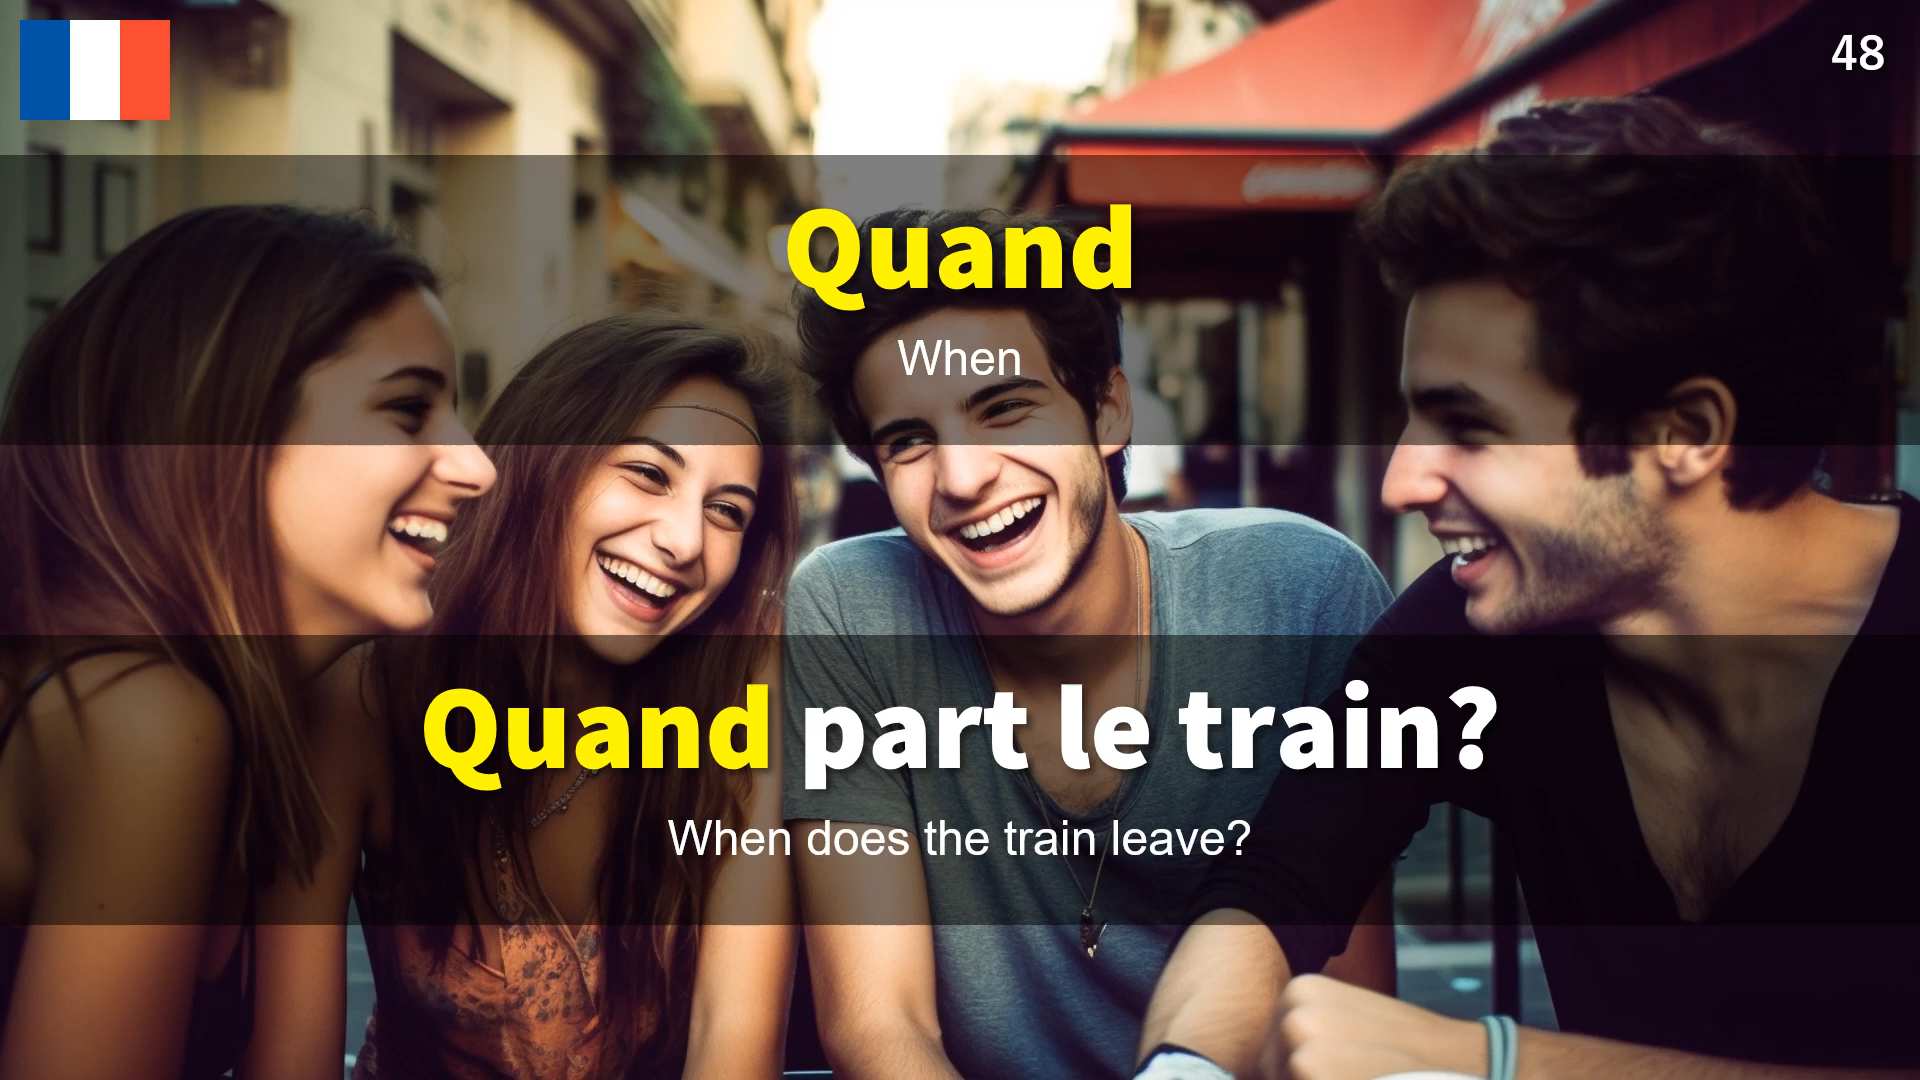 48
Quand
When
Quand part le train?
When does the train leave?